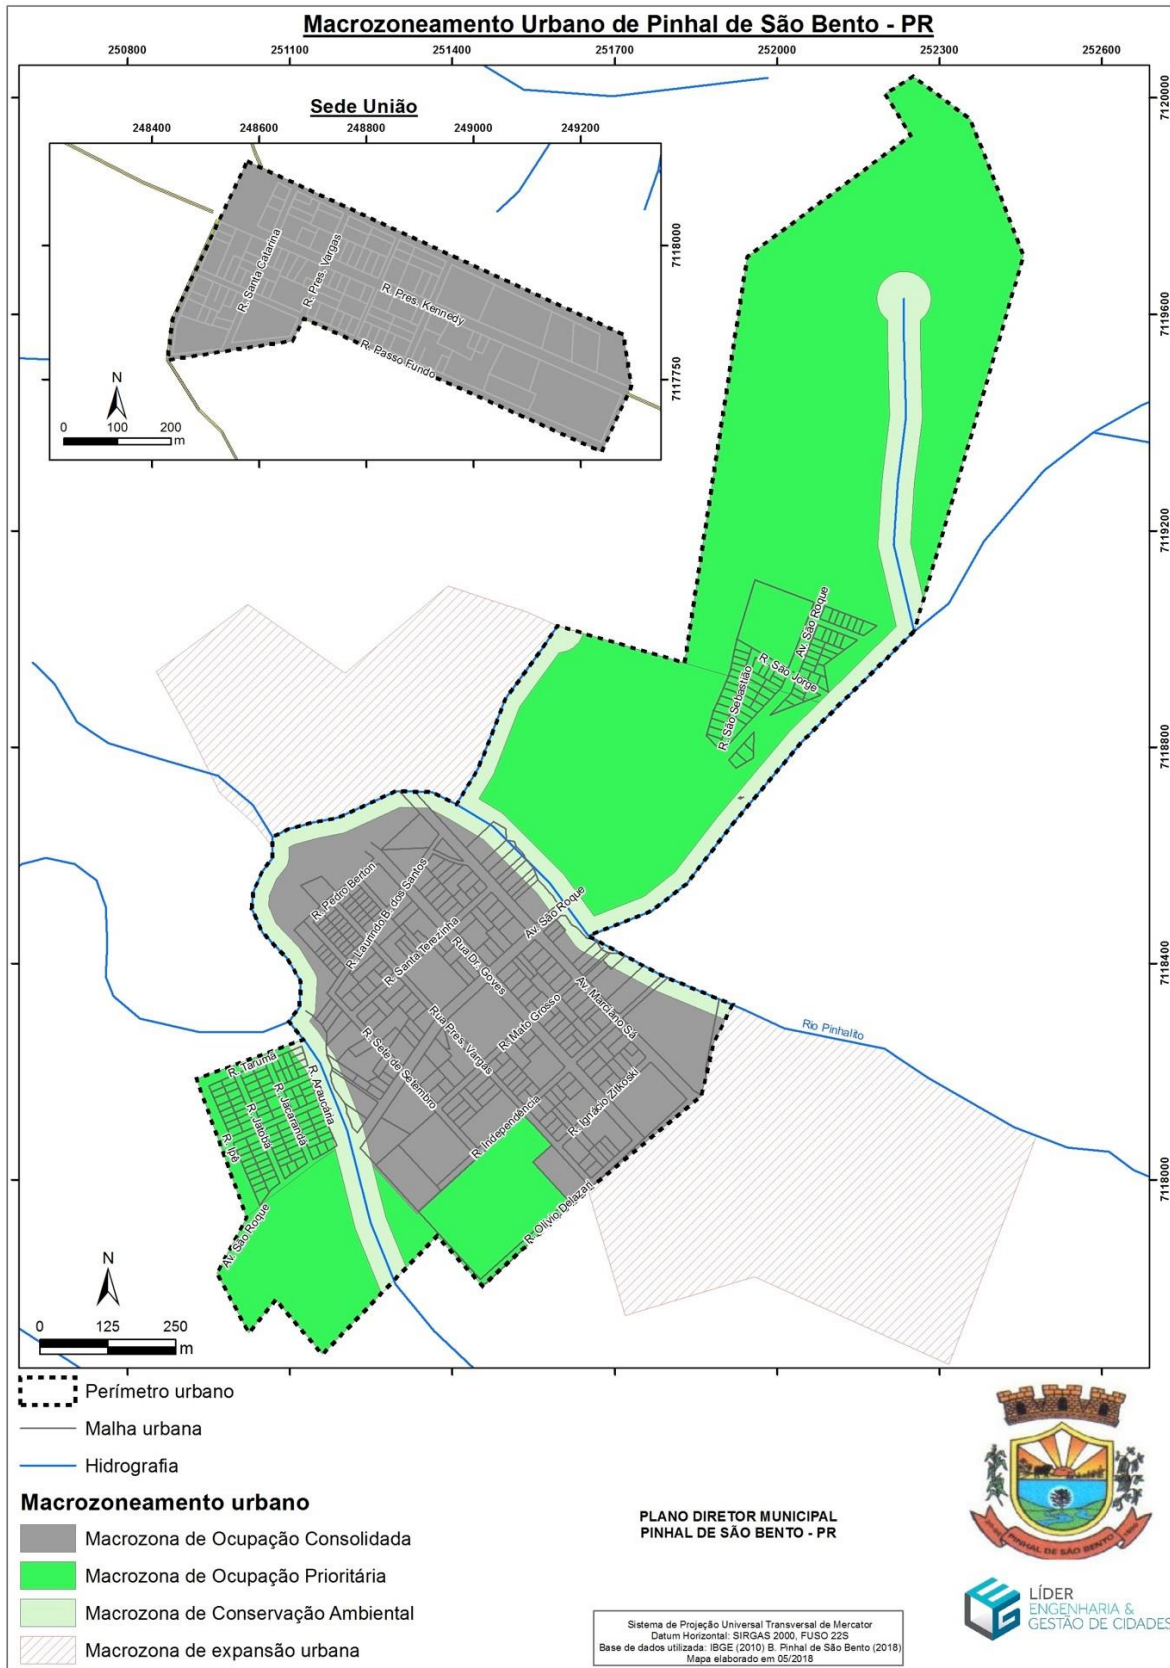 Macrozoneamento Urbano de Pinhal de São Bento - PR
250800 251100 251400 251700 252000 252300 252600
Sede União
248400 248600 248800 249000 249200
7118000
7117750
R. Santa Catarina
R. Pres. Vargas
R. Pres. Kennedy
R. Passo Fundo
N
0 100 200
m
7120000
7119600
7119200
7118800
7118400
7118000
Av. São Roque
R. São Jorge
R. São Sebastião
R. Pedro Berton
R. Laurindo B. dos Santos
R. Santa Terezinha
Rua Dr. Goves
Av. São Roque
Av. Marciano Sá
R. Mato Grosso
Rua Pres. Vargas
R. Sete de Setembro
R. Independência
R. Ignácio Zilkoski
R. Olívio Delazari
Rio Pinhalito
R. Tarumã
R. Araucária
R. Jacaranda
R. Jatobá
R. Ipê
Av. São Roque
N
0 125 250
m
Perímetro urbano
Malha urbana
Hidrografia
Macrozoneamento urbano
Macrozona de Ocupação Consolidada
Macrozona de Ocupação Prioritária
Macrozona de Conservação Ambiental
Macrozona de expansão urbana
PLANO DIRETOR MUNICIPAL
PINHAL DE SÃO BENTO - PR
Sistema de Projeção Universal Transversal de Mercator
Datum Horizontal: SIRGAS 2000, FUSO 22S
Base de dados utilizada: IBGE (2010) B. Pinhal de São Bento (2018)
Mapa elaborado em 05/2018
PINHAL DE SÃO BENTO
LÍDER
ENGENHARIA &
GESTÃO DE CIDADES